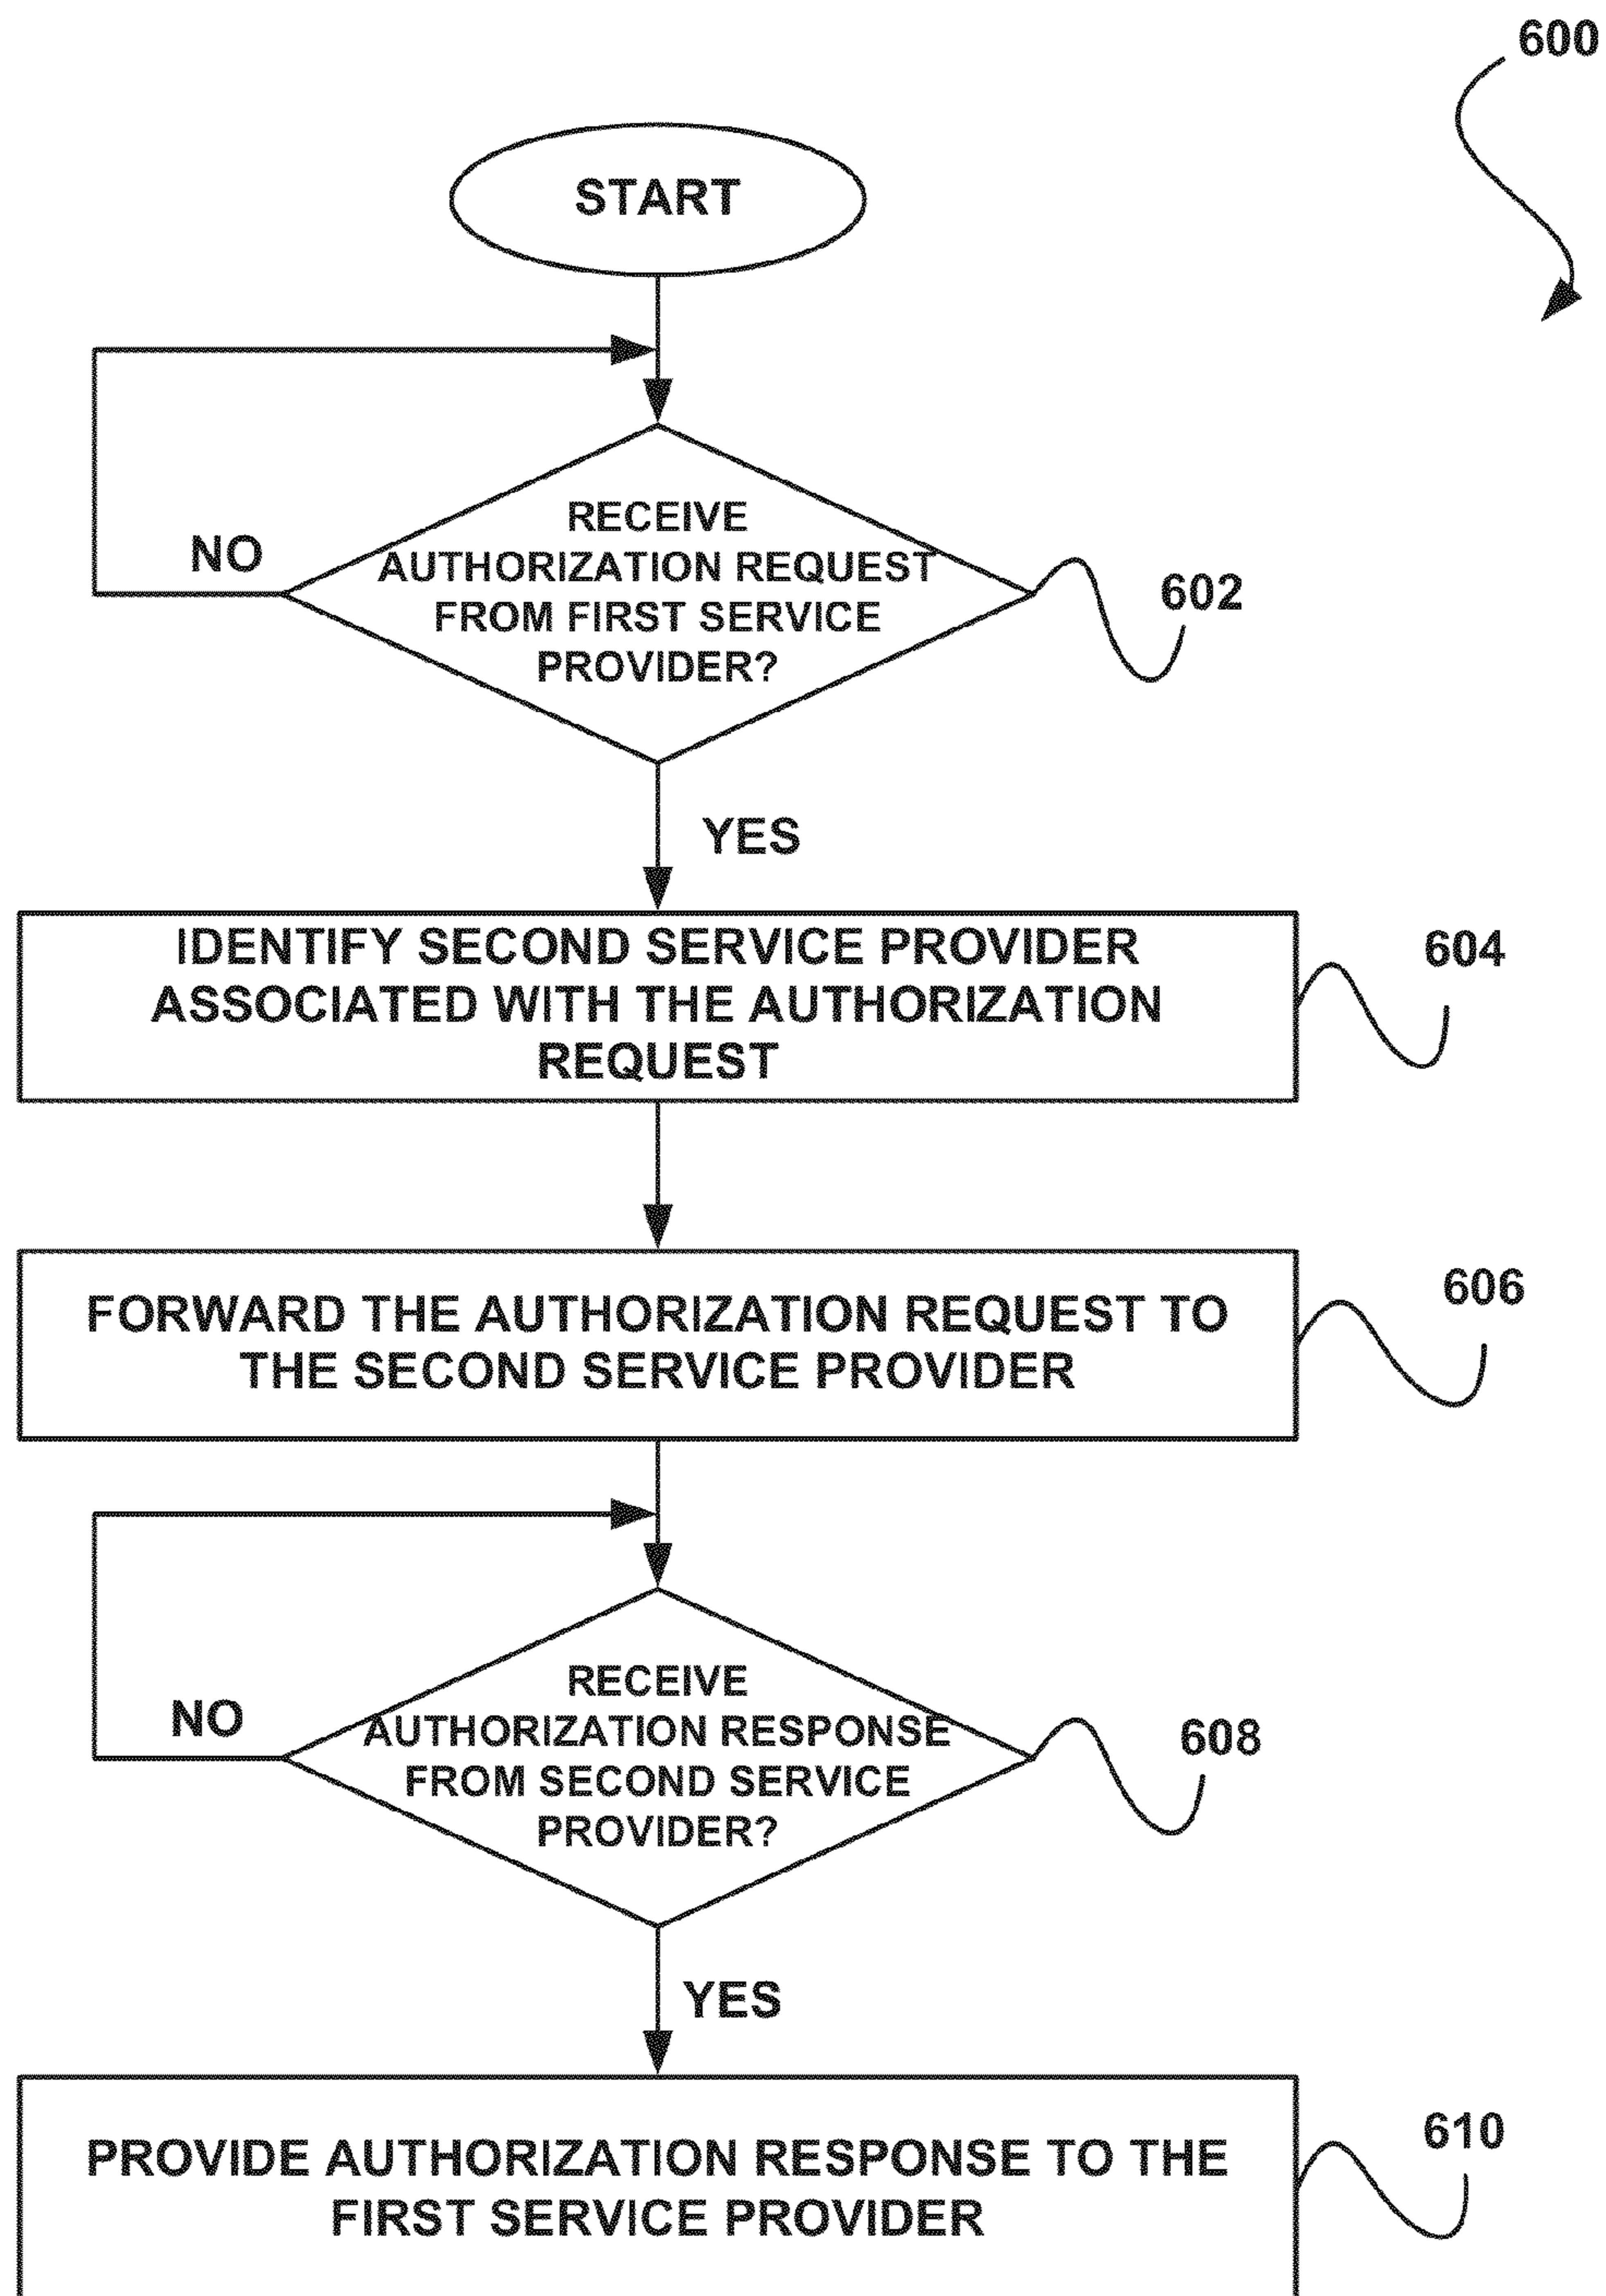 600
START
RECEIVE
AUTHORIZATION REQUEST
FROM FIRST SERVICE
PROVIDER?
NO
602
YES
IDENTIFY SECOND SERVICE PROVIDER
ASSOCIATED WITH THE AUTHORIZATION
REQUEST
604
FORWARD THE AUTHORIZATION REQUEST TO
THE SECOND SERVICE PROVIDER
606
RECEIVE
AUTHORIZATION RESPONSE
FROM SECOND SERVICE
PROVIDER?
NO
608
YES
PROVIDE AUTHORIZATION RESPONSE TO THE
FIRST SERVICE PROVIDER
610